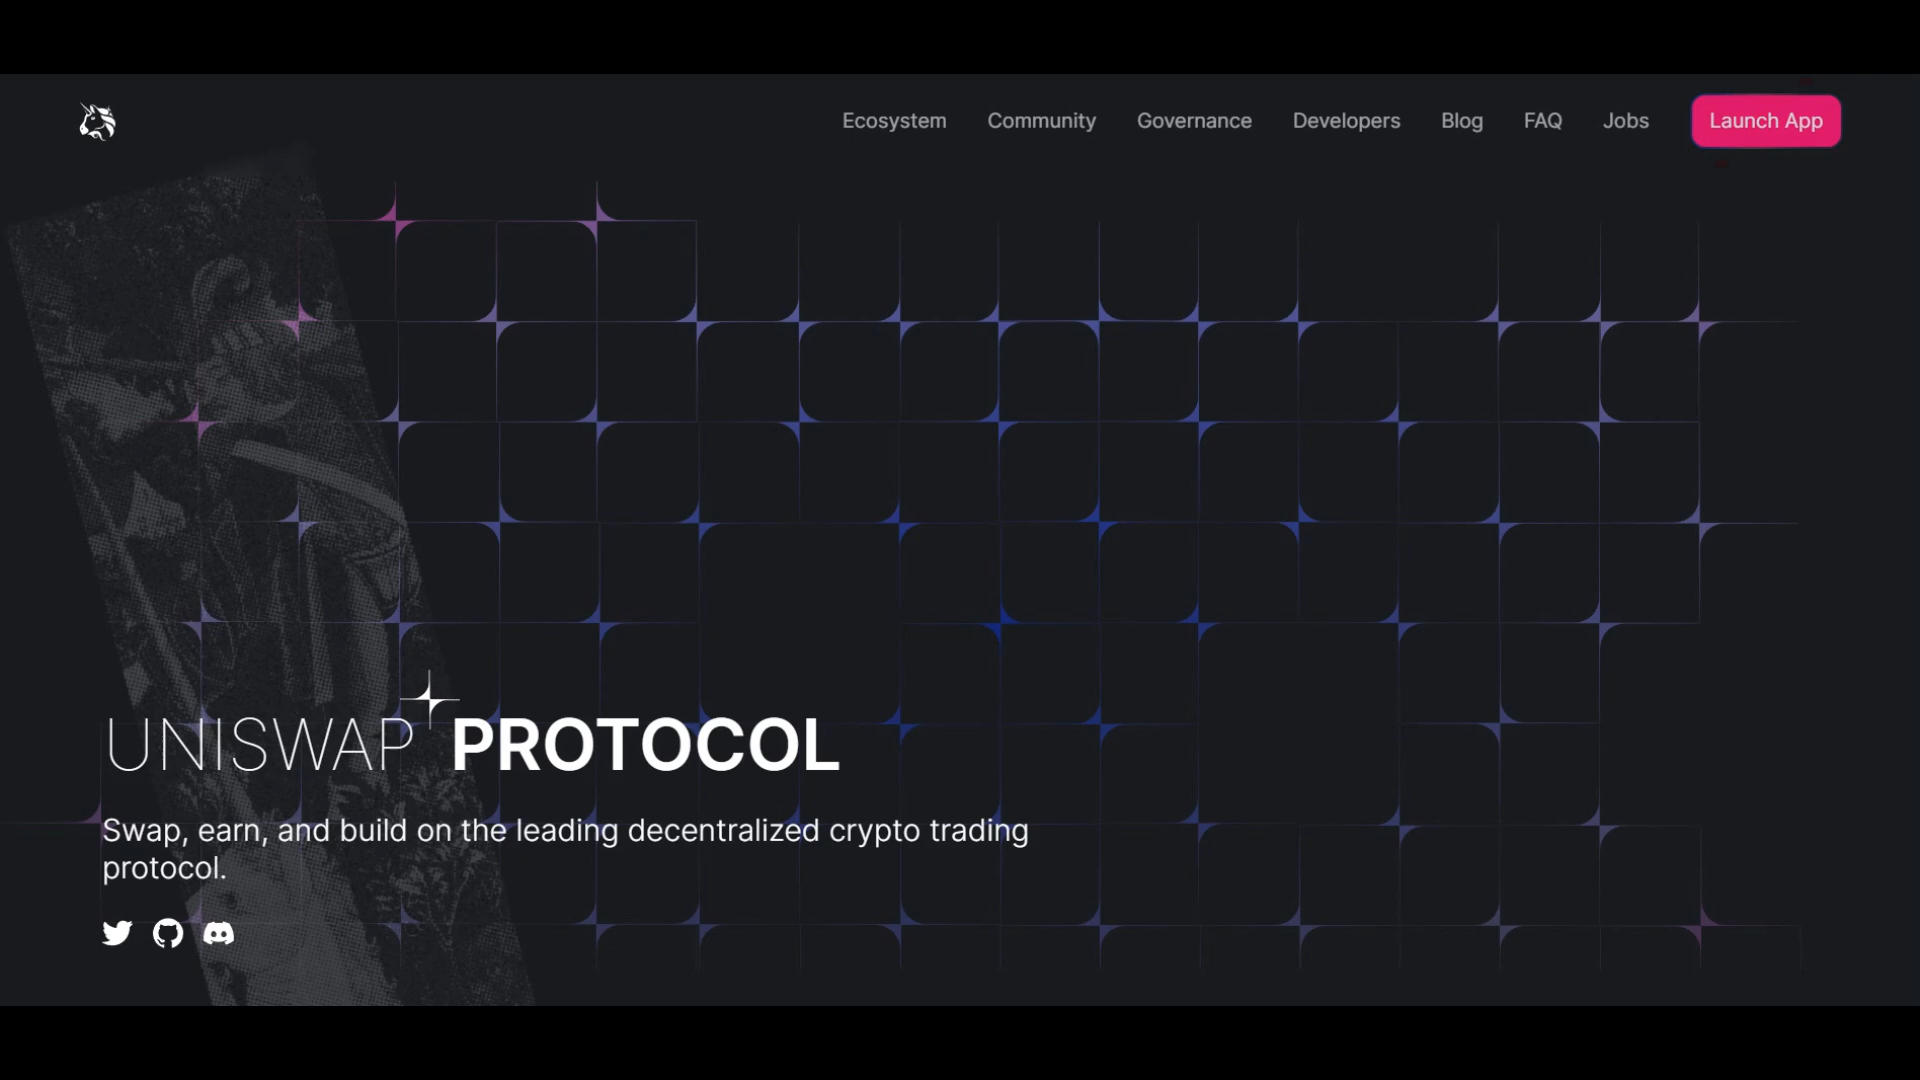 Ecosystem Community Governance Developers Blog FAQ Jobs Launch App
UNISWAP PROTOCOL
Swap, earn, and build on the leading decentralized crypto trading
protocol.